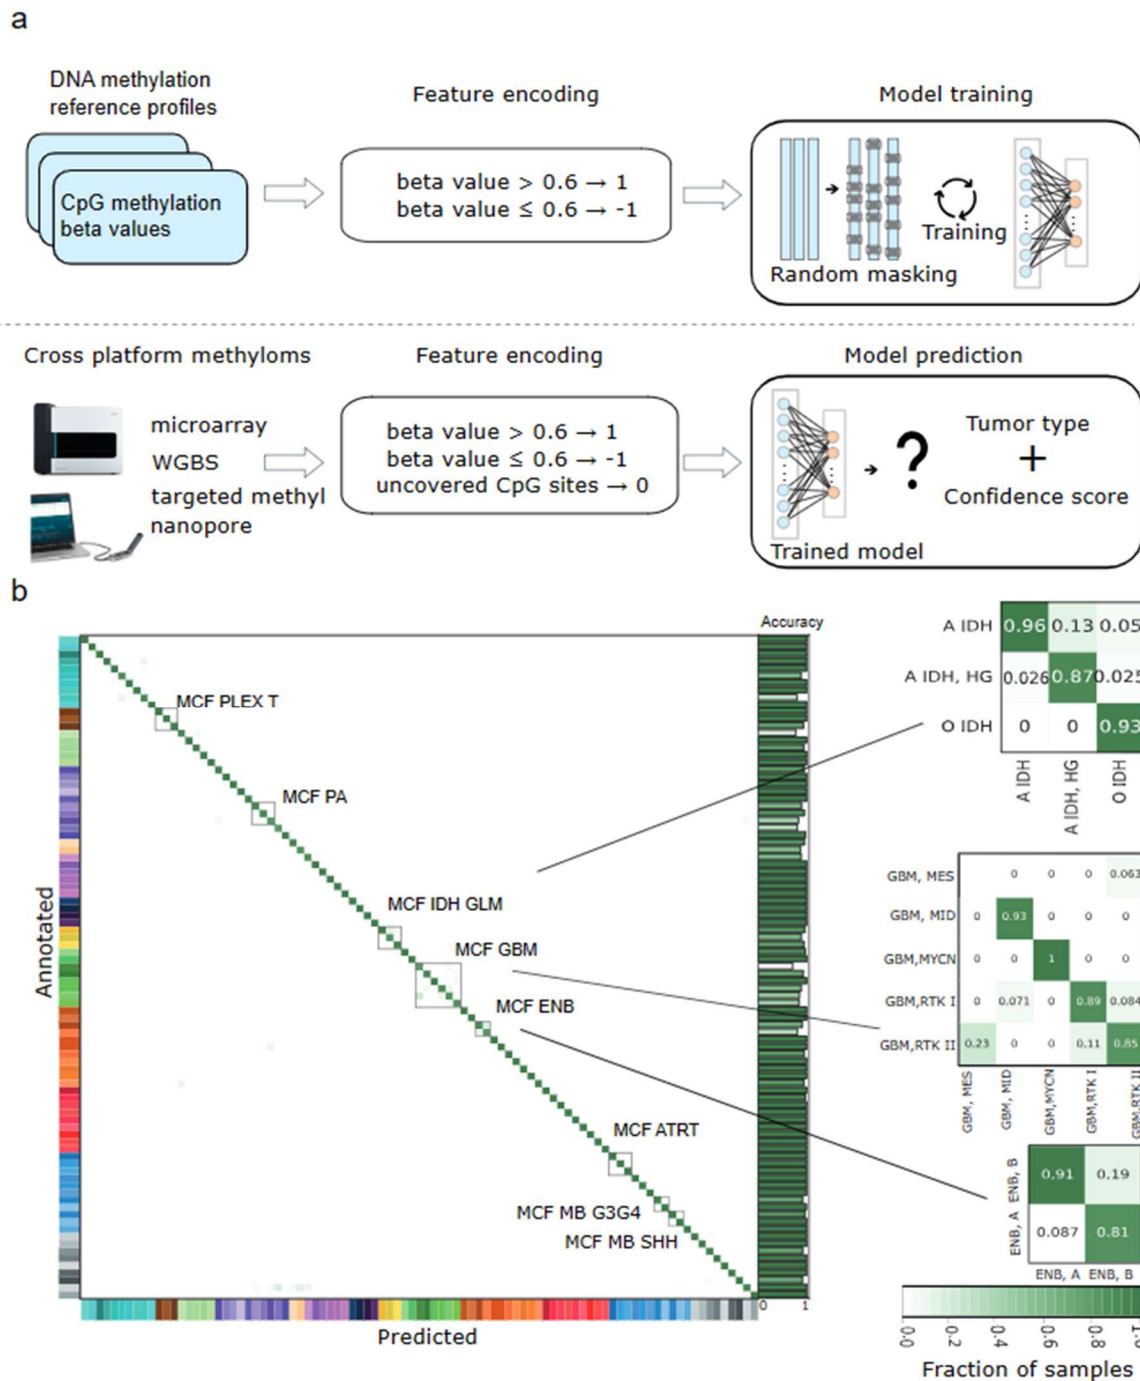 a
DNA methylation
reference profiles
Feature encoding
Model training
CpG methylation
beta values
beta value > 0.6 → 1
beta value ≤ 0.6 → -1
Training
Random masking
Cross platform methyloms
Feature encoding
Model prediction
microarray
WGBS
targeted methyl
nanopore
beta value > 0.6 → 1
beta value ≤ 0.6 → -1
uncovered CpG sites → 0
?
Tumor type
+
Confidence score
Trained model
b
Annotated
MCF PLEX T
MCF PA
MCF IDH GLM
MCF GBM
MCF ENB
MCF ATRT
MCF MB G3G4
MCF MB SHH
Predicted
Accuracy
0 1
A IDH 0.96 0.13 0.05
A IDH, HG 0.026 0.87 0.025
O IDH 0 0 0.93
A IDH A IDH, HG O IDH
GBM, MES 0 0 0 0.063
GBM, MID 0 0.93 0 0 0
GBM,MYCN 0 0 1 0 0
GBM,RTK I 0 0.071 0 0.89 0.084
GBM,RTK II 0.23 0 0 0.11 0.85
GBM, MES GBM, MID GBM,MYCN GBM,RTK I GBM,RTK II
ENB, B 0.91 0.19
ENB, A 0.087 0.81
ENB, A ENB, B
0.0 0.2 0.4 0.6 0.8 1.0
Fraction of samples